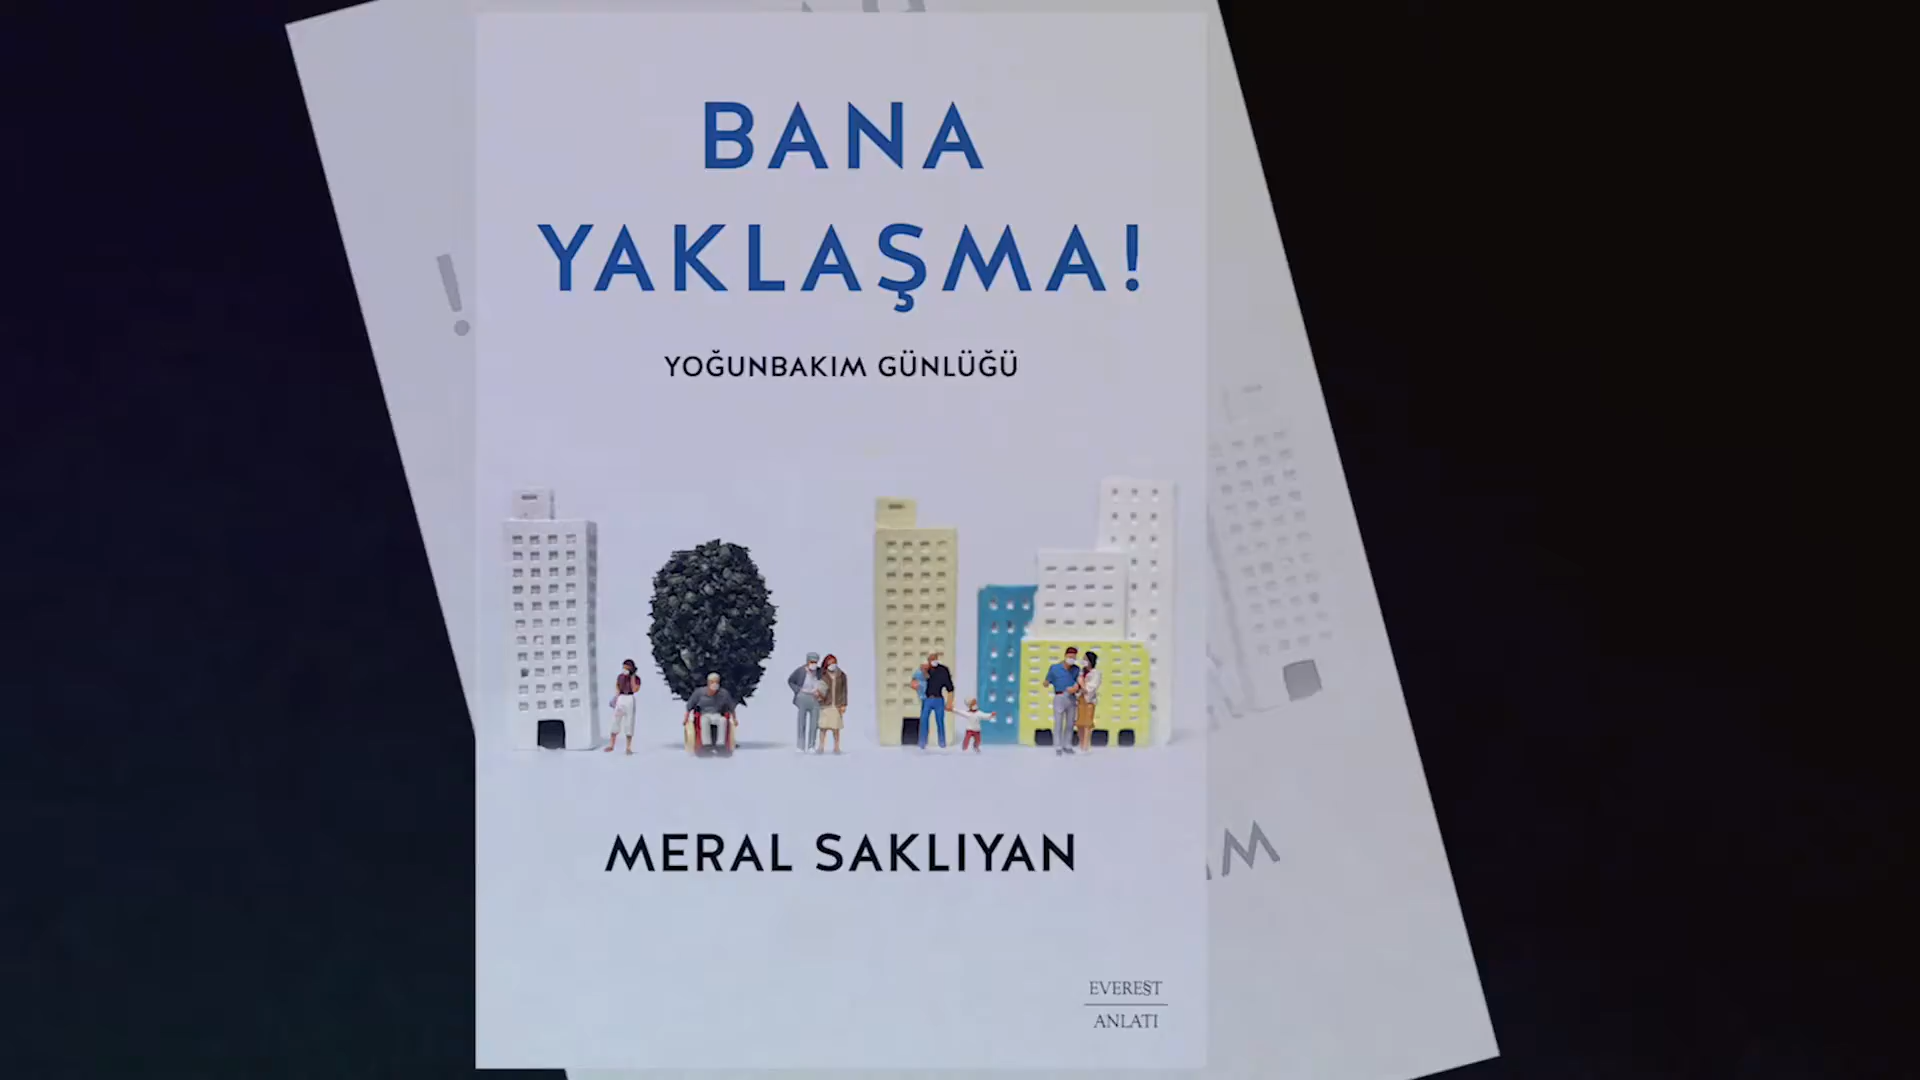 BANA
YAKLAŞMA!
YOĞUNBAKIM GÜNLÜĞÜ
MERAL SAKLIYAN
EVEREST
ANLATI